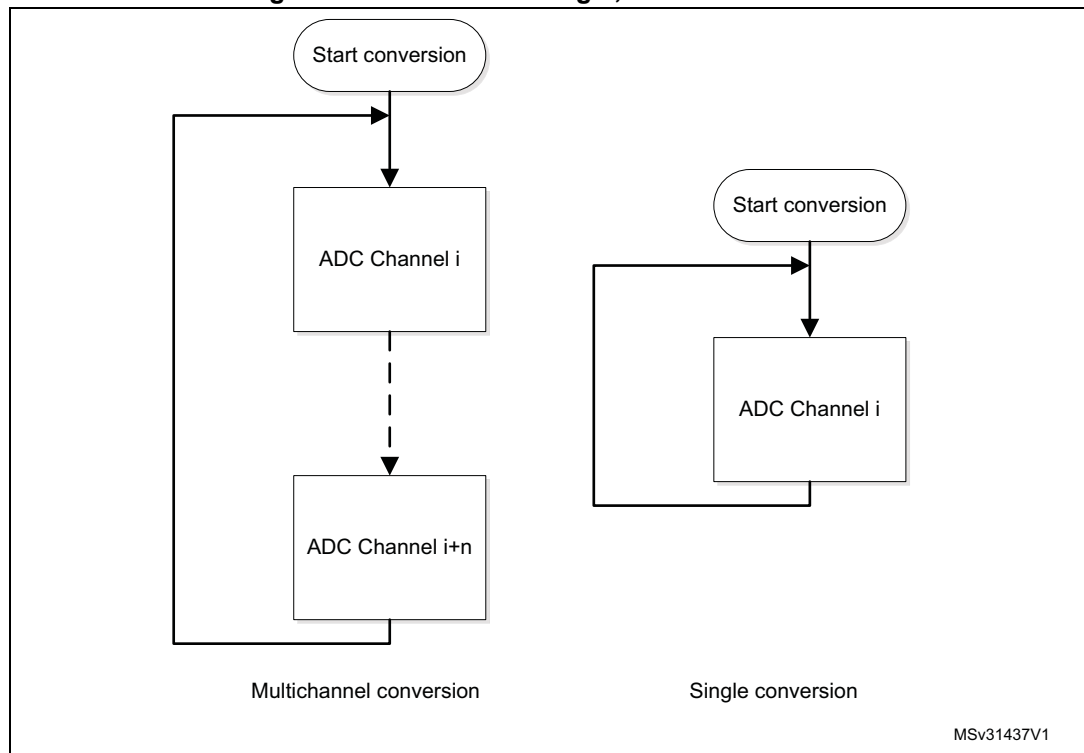 Start conversion
ADC Channel i
ADC Channel i+n
Multichannel conversion
Start conversion
ADC Channel i
Single conversion
MSv31437V1